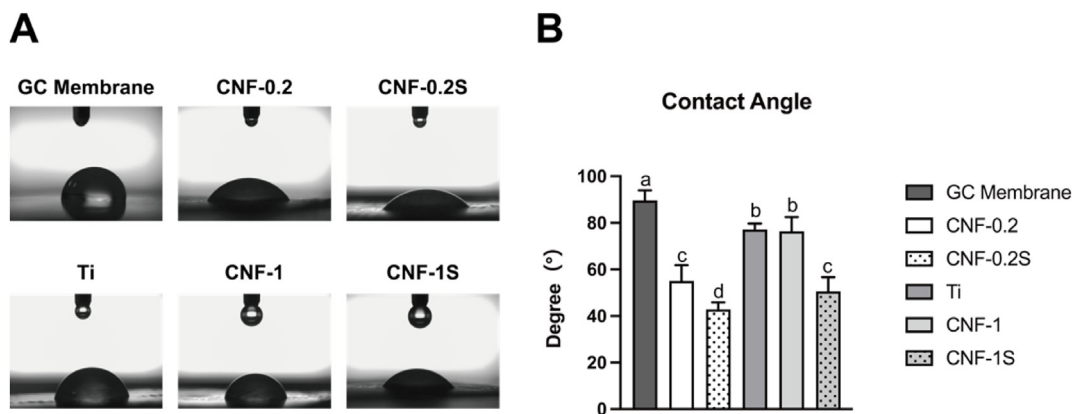 A
GC Membrane
CNF-0.2
CNF-0.2S
Ti
CNF-1
CNF-1S
B
Contact Angle
Degree (°)
100
80
60
40
20
0
a
c
d
b
b
c
GC Membrane
CNF-0.2
CNF-0.2S
Ti
CNF-1
CNF-1S